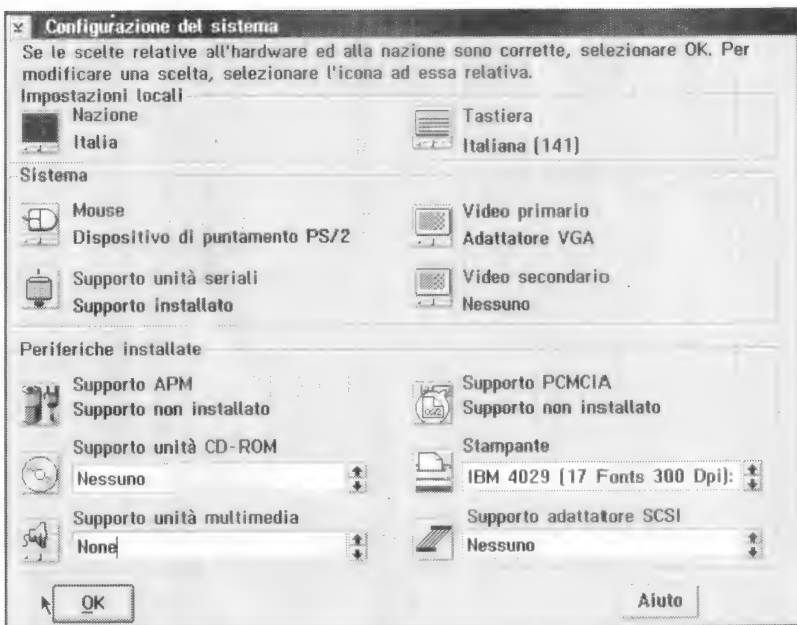 Configurazione del sistema
Se le scelte relative all'hardware ed alla nazione sono corrette, selezionare OK. Per
modificare una scelta, selezionare l'icona ad essa relativa.
Impostazioni locali
Nazione
Italia
Tastiera
Italiana (141)
Sistema
Mouse
Dispositivo di puntamento PS/2
Video primario
Adattatore VGA
Supporto unità seriali
Supporto installato
Video secondario
Nessuno
Periferiche installate
Supporto APM
Supporto non installato
Supporto PCMCIA
Supporto non installato
Supporto unità CD-ROM
Nessuno
Stampante
IBM 4029 (17 Fonts 300 Dpi):
Supporto unità multimedia
None
Supporto adattatore SCSI
Nessuno
OK
Aiuto